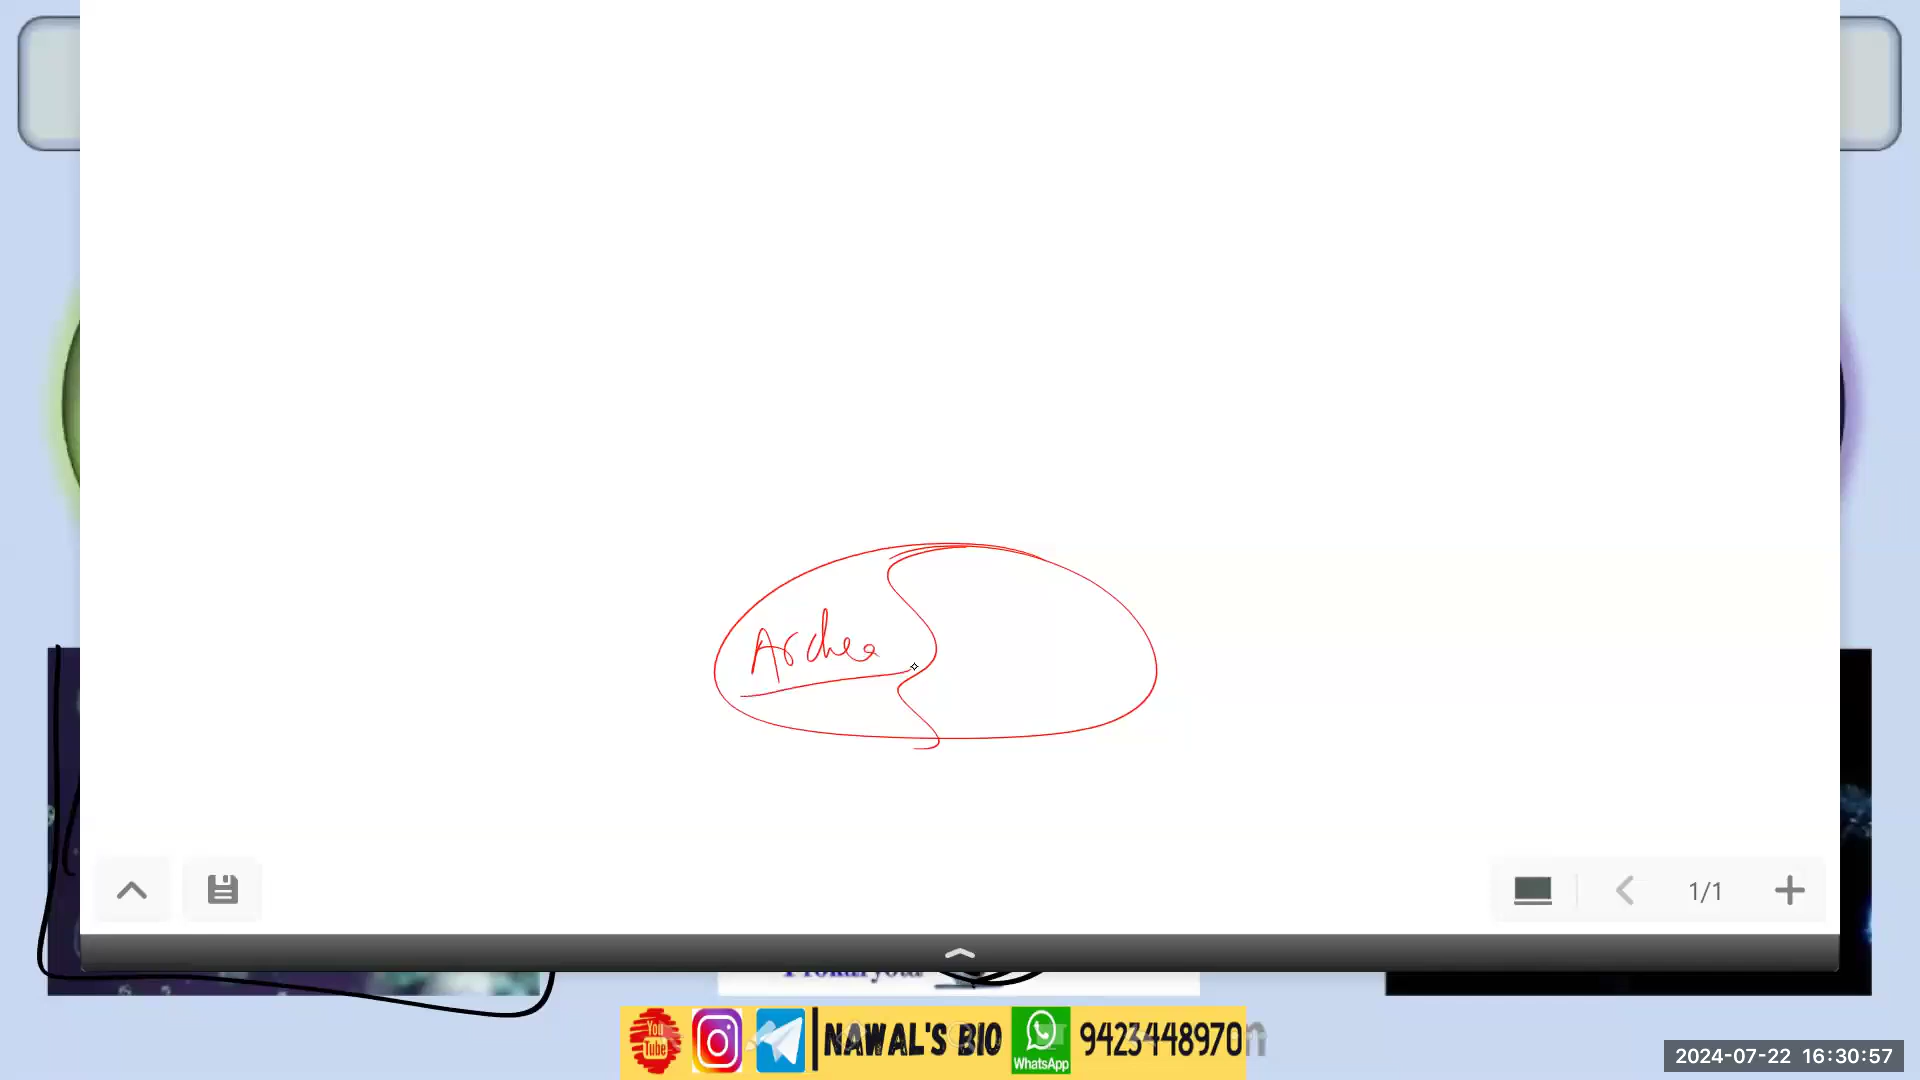 Archea
1/1
You
Tube
NAWAL'S BIO
WhatsApp
9423448970
2024-07-22 16:30:57